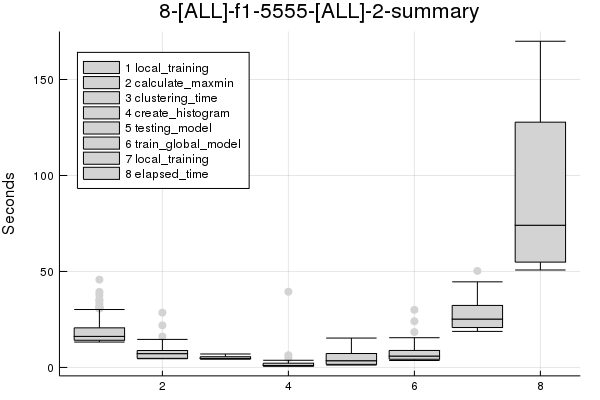 8-[ALL]-f1-5555-[ALL]-2-summary
Seconds
150
100
50
0
1 local_training
2 calculate_maxmin
3 clustering_time
4 create_histogram
5 testing_model
6 train_global_model
7 local_training
8 elapsed_time
2 4 6 8